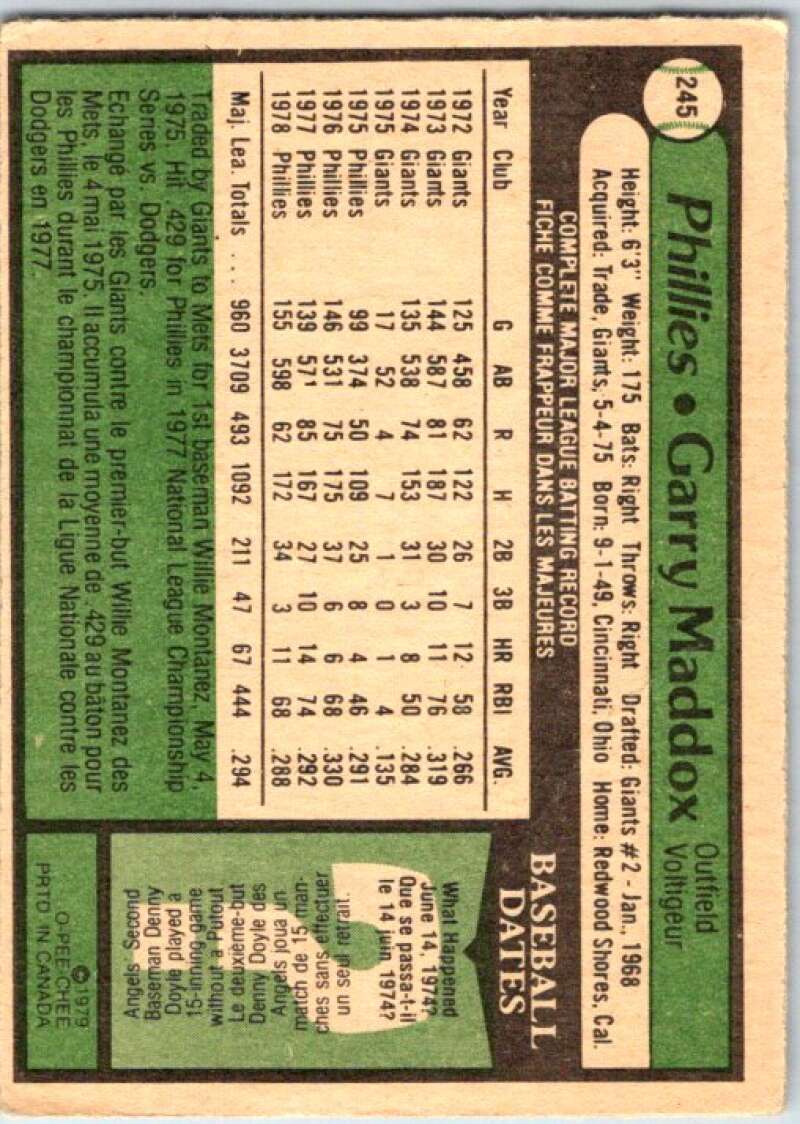 245
Phillies • Garry Maddox
Outfield
Voltigeur
Height: 6'3" Weight: 175 Bats: Right Throws: Right Drafted: Giants #2 - Jan., 1968
Acquired: Trade, Giants, 5-4-75 Born: 9-1-49, Cincinnati, Ohio Home: Redwood Shores, Cal.
COMPLETE MAJOR LEAGUE BATTING RECORD
FICHE COMME FRAPPEUR DANS LES MAJEURES
Year Club G AB R H 2B 3B HR RBI AVG.
1972 Giants 125 458 62 122 26 7 12 58 .266
1973 Giants 144 587 81 187 30 10 11 76 .319
1974 Giants 135 538 74 153 31 3 8 50 .284
1975 Giants 17 52 4 7 1 0 1 4 .135
1975 Phillies 99 374 50 109 25 8 4 46 .291
1976 Phillies 146 531 75 175 37 6 6 68 .330
1977 Phillies 139 571 85 167 27 10 14 74 .292
1978 Phillies 155 598 62 172 34 3 11 68 .288
Maj. Lea. Totals ... 960 3709 493 1092 211 47 67 444 .294
Traded by Giants to Mets for 1st baseman Willie Montanez, May 4,
1975. Hit .429 for Phillies in 1977 National League Championship
Series vs. Dodgers.
Echangé par les Giants contre le premier-but Willie Montanez des
Mets, le 4 mai 1975. Il accumula une moyenne de .429 au bâton pour
les Phillies durant le championnat de la Ligue Nationale contre les
Dodgers en 1977.
BASEBALL
DATES
What Happened
June 14, 1974?
Que se passa-t-il
le 14 juin 1974?
Angels Second
Baseman Denny
Doyle played a
15-inning game
without a Putout
Le deuxième-but
Denny Doyle des
Angels joua un
match de 15 man-
ches sans effectuer
un seul retrait.
©1979
O-PEE-CHEE
PRTD. IN CANADA